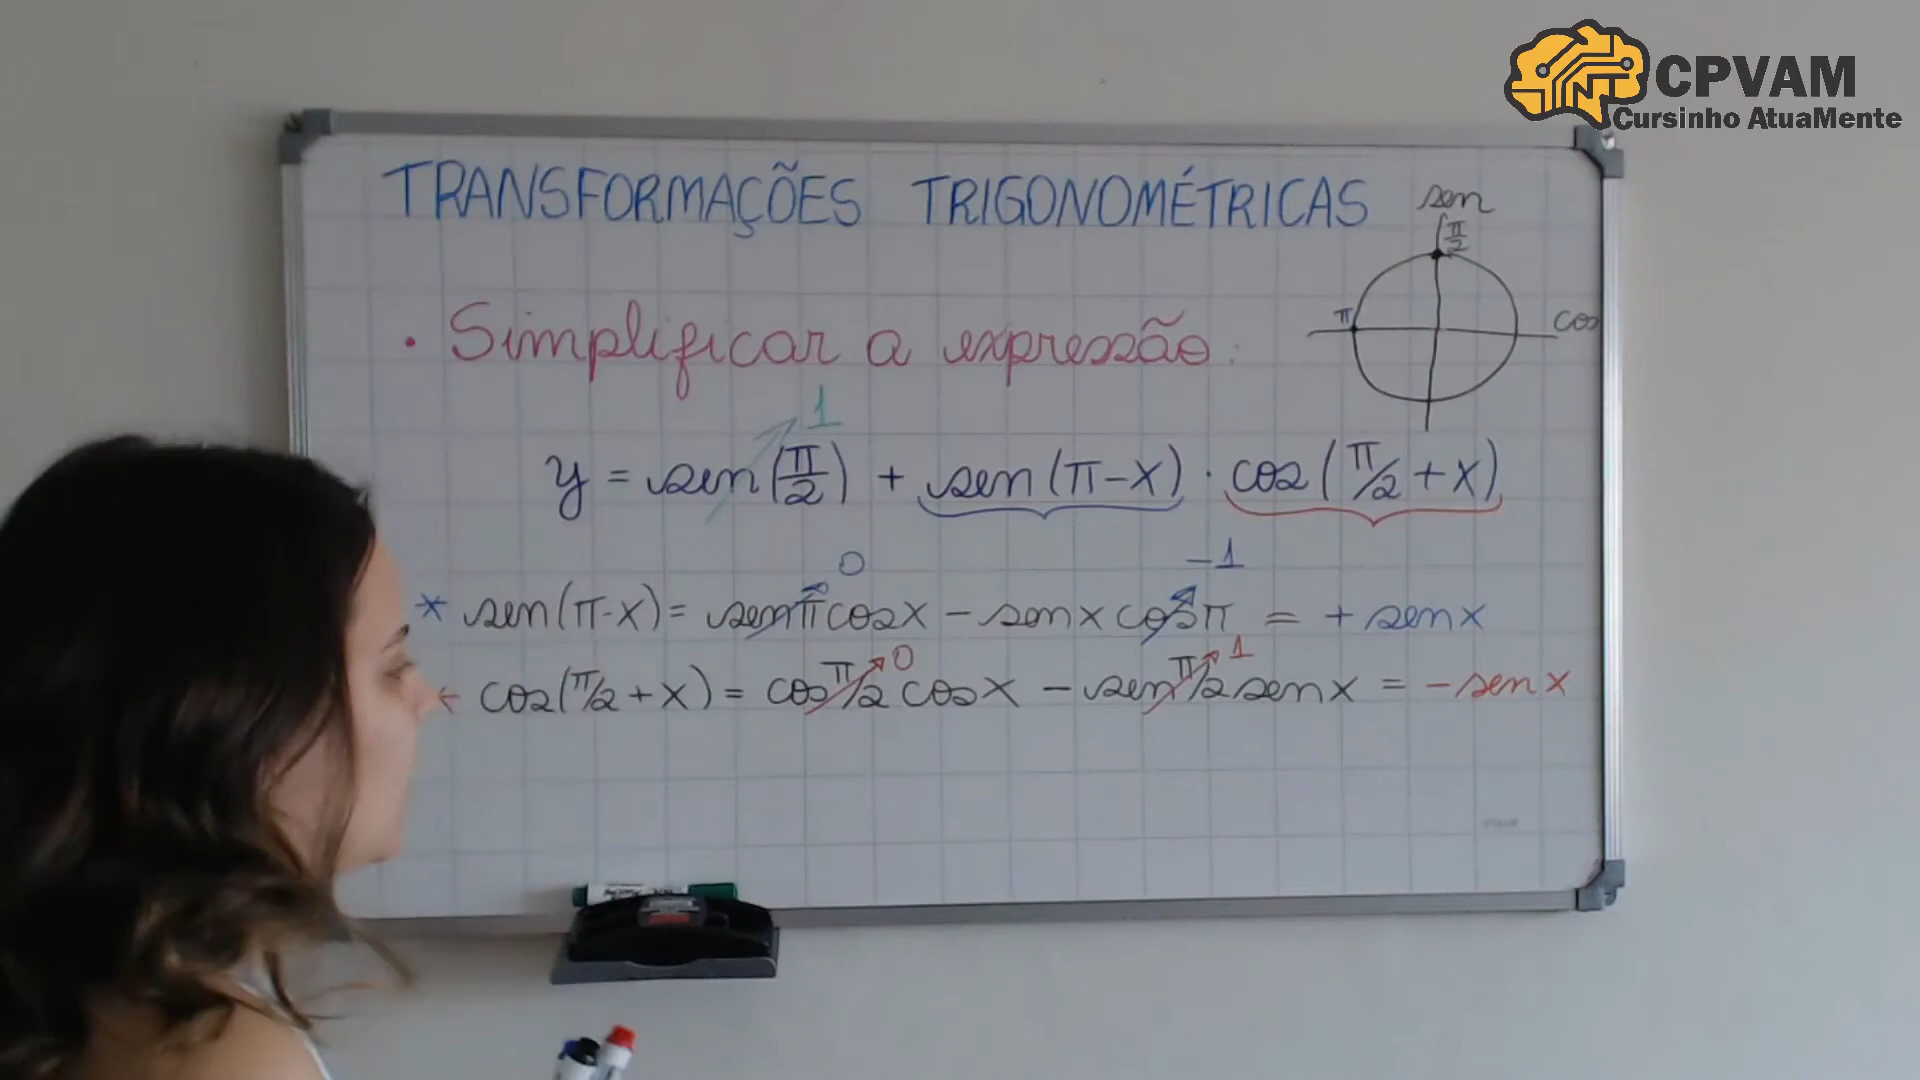 CPVAM
Cursinho AtuaMente
TRANSFORMAÇÕES TRIGONOMÉTRICAS
sen
π/2
π
cos
• Simplificar a expressão:
1
y = sen(π/2) + sen(π-x) · cos(π/2+x)
0 -1
* sen(π-x) = senπ cosx - senx cosπ = + senx
0 1
cos(π/2+x) = cosπ/2 cosx - senπ/2 senx = - senx